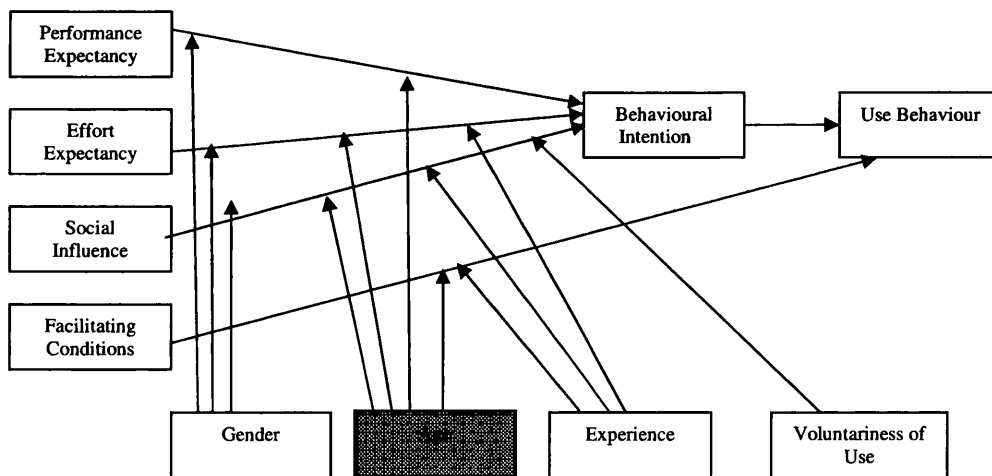 Performance
Expectancy
Effort
Expectancy
Social
Influence
Facilitating
Conditions
Behavioural
Intention
Use Behaviour
Gender
Experience
Voluntariness of
Use